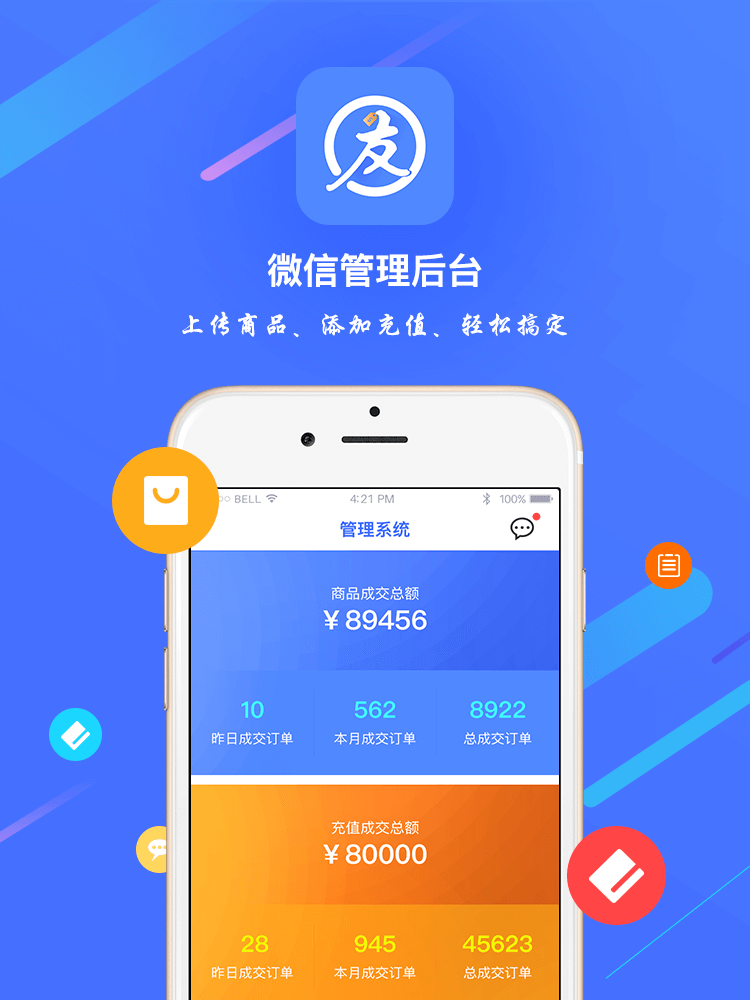 友
微信管理后台
上传商品、添加充值、轻松搞定
BELL 4:21 PM 100%
管理系统
商品成交总额
¥89456
10 562 8922
昨日成交订单 本月成交订单 总成交订单
充值成交总额
¥80000
28 945 45623
昨日成交订单 本月成交订单 总成交订单